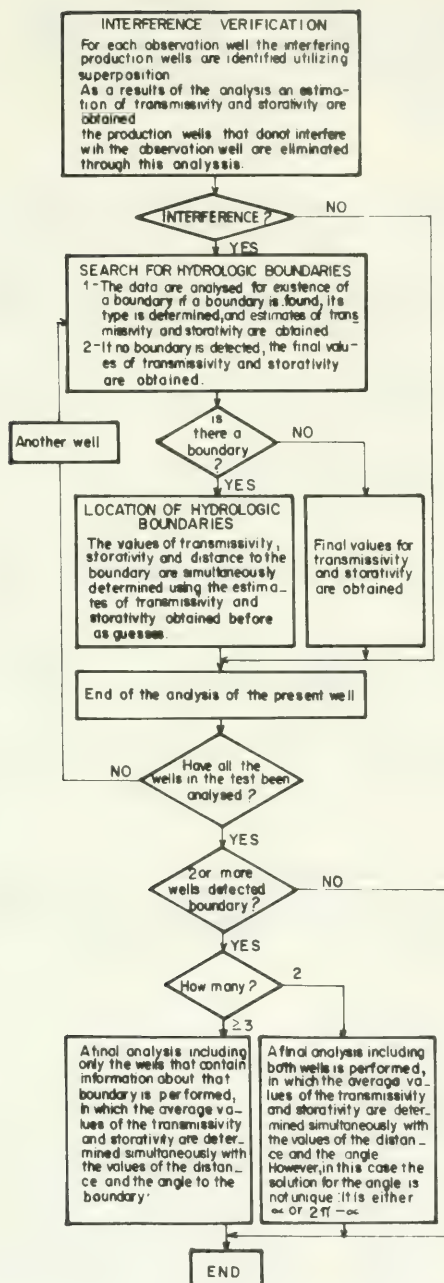 INTERFERENCE VERIFICATION
For each observation well the interfering
production wells are identified utilizing
superposition
As a results of the analysis an estima-
tion of transmissivity and storativity are
obtained
the production wells that donot interfere
wih the observation well are eliminated
through this analyssis.
INTERFERENCE?
NO
YES
SEARCH FOR HYDROLOGIC BOUNDARIES
1-The data are analysed for existence of
a boundary if a boundary is found, its
type is determined, and estimates of trans
missivity and storativity are obtained
2-If no boundary is detected, the final valu-
es of transmissivity and storativity
are obtained.
Another well
Is
there a
boundary
?
NO
YES
LOCATION OF HYDROLOGIC
BOUNDARIES
The values of transmissivity,
storativity and distance to the
boundary are simultaneously
determined using the estima_
tes of transmissivity and
storativity obtained before
as guesses.
Final values for
transmissivity
and storativity
are obtained
End of the analysis of the present well
Have all the
wells in the test been
analysed?
NO
YES
2 or more
wells detected
boundary?
NO
YES
How many?
2
≥3
A final analysis including
only the wells that contain
information about that
boundary is performed,
in which the average va-
lues of the transmissivity
and storativity are deter_
mined simultaneously with
the values of the distance
and the angle to the
boundary.
A final analysis including
both wells is performed,
in which the average val-
ues of the transmissivity
and storativity are deter-
mined simultaneously with
the values of the distan_
ce and the angle
However, in this case the
solution for the angle is
not unique It is either
∝ or 2π-∝
END